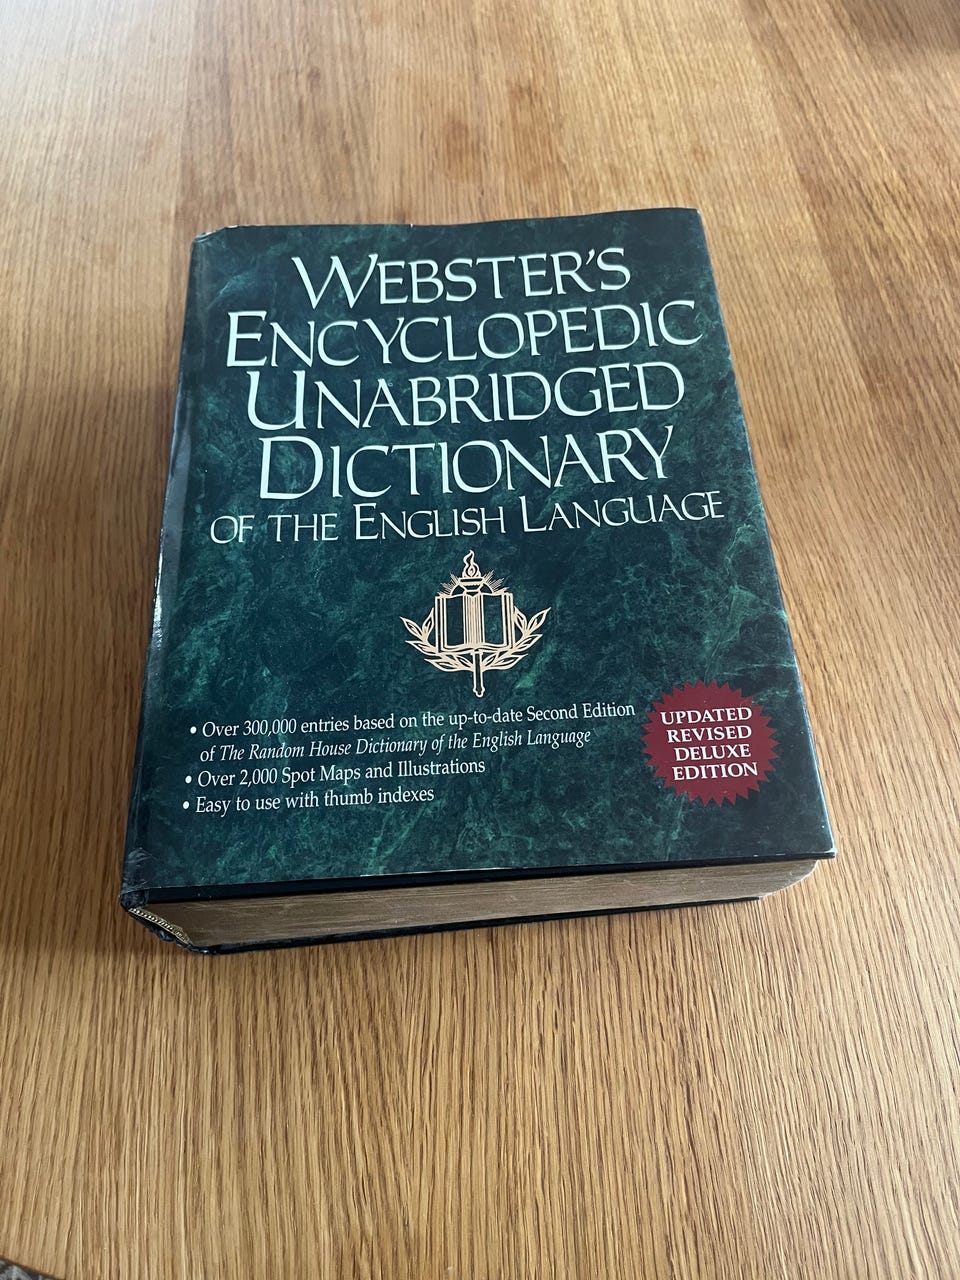 WEBSTER'S
ENCYCLOPEDIC
UNABRIDGED
DICTIONARY
OF THE ENGLISH LANGUAGE
• Over 300,000 entries based on the up-to-date Second Edition
of The Random House Dictionary of the English Language
• Over 2,000 Spot Maps and Illustrations
• Easy to use with thumb indexes
UPDATED
REVISED
DELUXE
EDITION